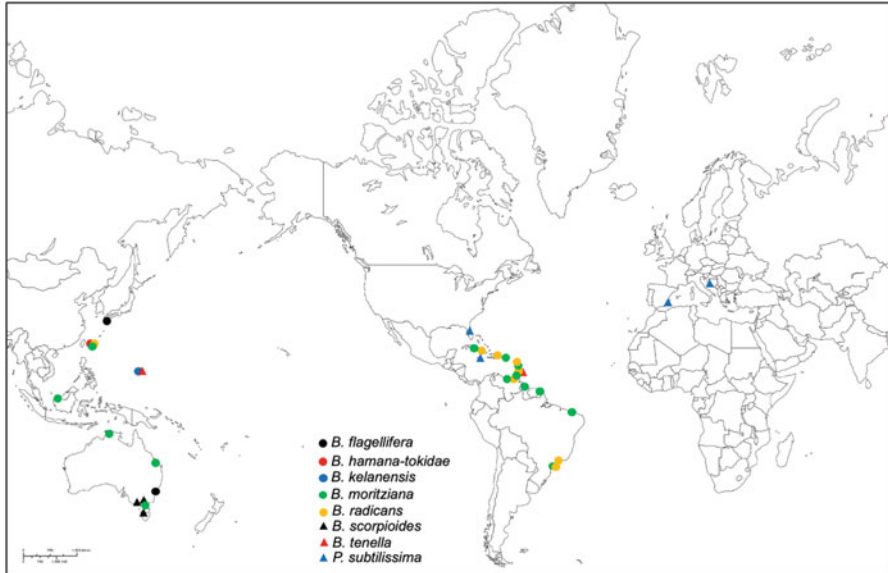 B. flagellifera
B. hamana-tokidae
B. kelanensis
B. moritziana
B. radicans
B. scorpioides
B. tenella
P. subtilissima